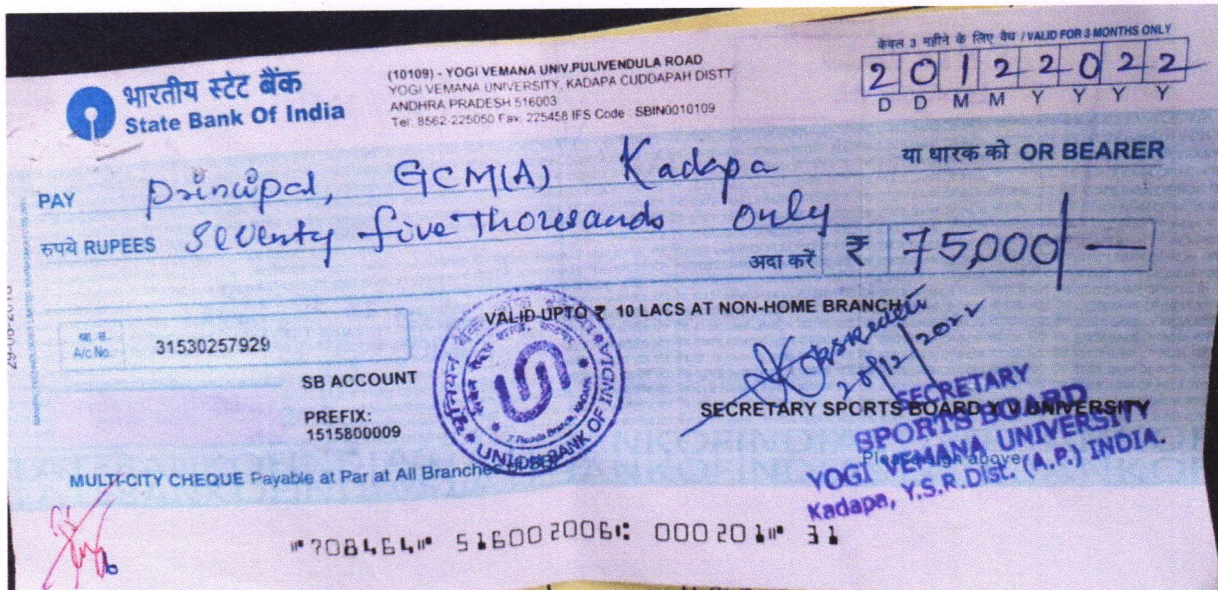 केवल 3 महीने के लिए वैध / VALID FOR 3 MONTHS ONLY
20122022
D D M M Y Y Y Y
भारतीय स्टेट बैंक
State Bank Of India
(10109) - YOGI VEMANA UNIV.PULIVENDULA ROAD
YOGI VEMANA UNIVERSITY, KADAPA CUDDAPAH DISTT
ANDHRA PRADESH 516003
Tel: 8562-225050 Fax: 225458 IFS Code : SBIN0010109
PAY Principal, GCM(A) Kadapa या धारक को OR BEARER
रुपये RUPEES Seventy five Thousands only
अदा करें ₹ 75,000/-
VALID UPTO ₹ 10 LACS AT NON-HOME BRANCH
खा. सं.
A/c No. 31530257929
SB ACCOUNT
PREFIX:
1515800009
UNION BANK OF INDIA
20/12/2022
SECRETARY SPORTS BOARD Y V UNIVERSITY
Please sign above
SECRETARY
SPORTS BOARD
YOGI VEMANA UNIVERSITY
Kadapa, Y.S.R.Dist. (A.P.) INDIA.
MULTI-CITY CHEQUE Payable at Par at All Branches
⑈708464⑈ 516002006⑆ 000201⑈ 31